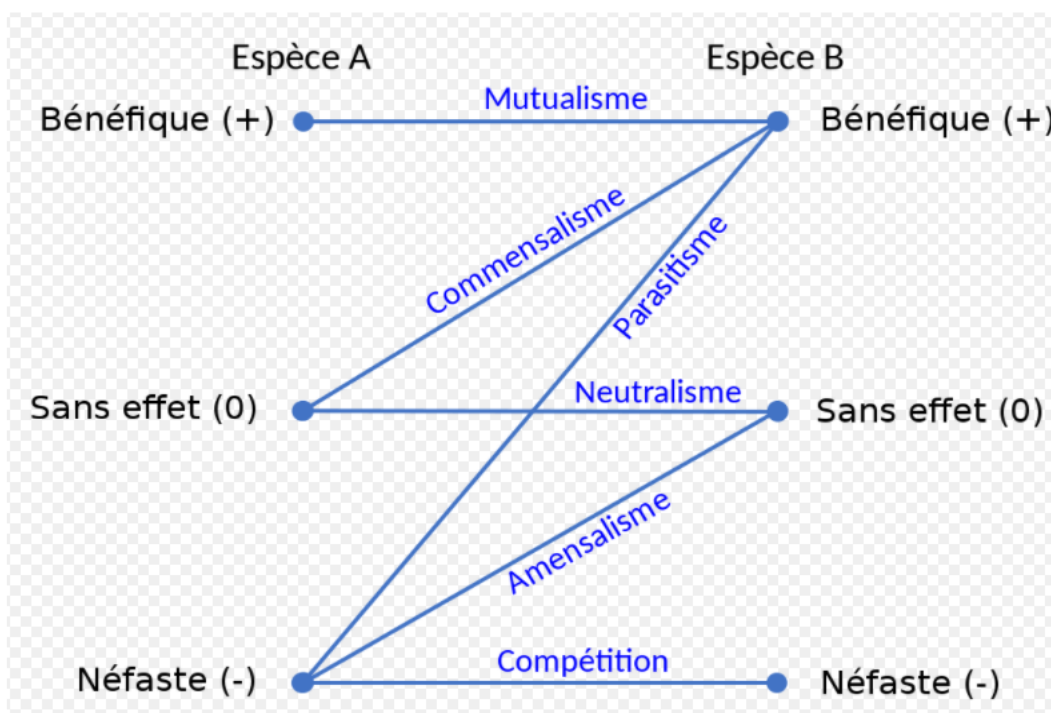 Espèce A
Espèce B
Mutualisme
Bénéfique (+)
Bénéfique (+)
Commensalisme
Parasitisme
Neutralisme
Sans effet (0)
Sans effet (0)
Amensalisme
Compétition
Néfaste (-)
Néfaste (-)